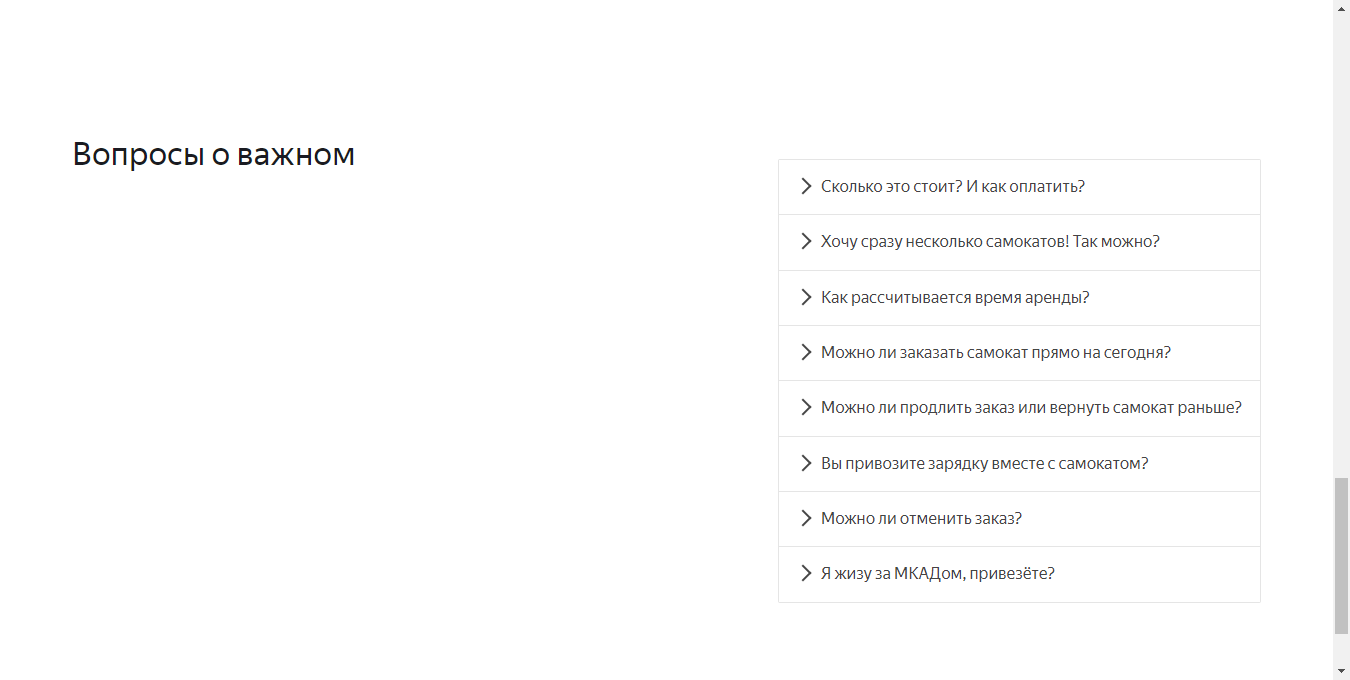 Вопросы о важном
Сколько это стоит? И как оплатить?
Хочу сразу несколько самокатов! Так можно?
Как рассчитывается время аренды?
Можно ли заказать самокат прямо на сегодня?
Можно ли продлить заказ или вернуть самокат раньше?
Вы привозите зарядку вместе с самокатом?
Можно ли отменить заказ?
Я жизу за МКАДом, привезёте?